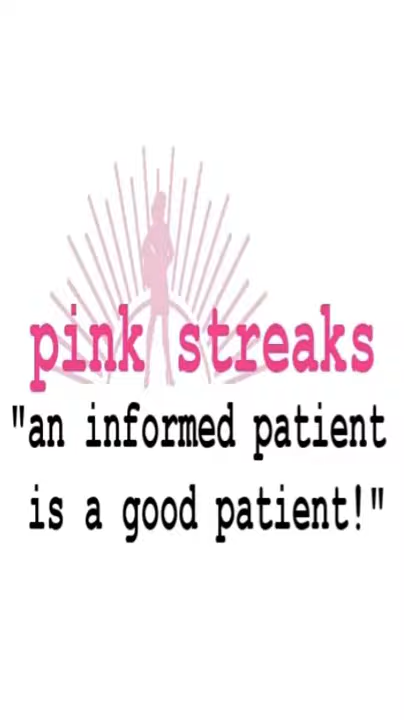 pink streaks
"an informed patient
is a good patient!"